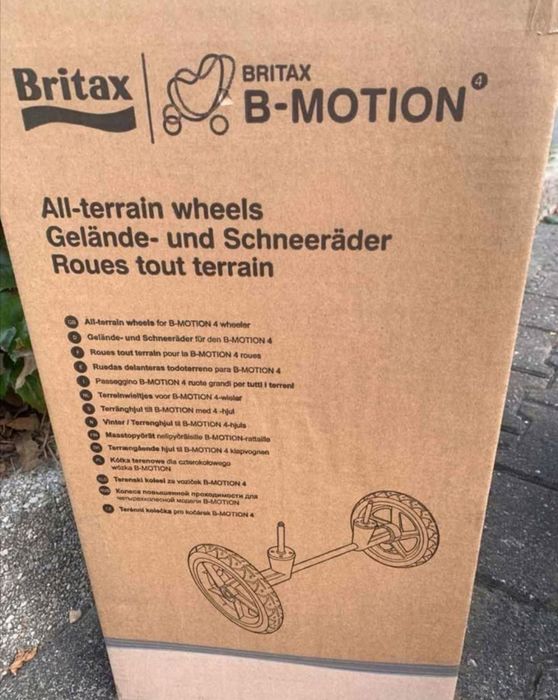 Britax
BRITAX
B-MOTION 4
All-terrain wheels
Gelände- und Schneeräder
Roues tout terrain
All-terrain wheels for B-MOTION 4 wheeler
Gelände- und Schneeräder für den B-MOTION 4
Roues tout terrain pour la B-MOTION 4 roues
Ruedas delanteras todoterreno para B-MOTION 4
Passeggino B-MOTION 4 ruote grandi per tutti i terreni
Terreinwieltjes voor B-MOTION 4-wieler
Terränghjul till B-MOTION med 4 -hjul
Vinter / Terrenghjul til B-MOTION 4-hjuls
Maastopyörät nelipyöräisille B-MOTION-rattaille
Terrængående hjul til B-MOTION 4 klapvognen
Kółka terenowe dla czterokołowego
wózka B-MOTION
Terenski kolesi za voziček B-MOTION 4
Колеса повышенной проходимости для
четырехколесной модели B-MOTION
Terénní kolečka pro kočárek B-MOTION 4